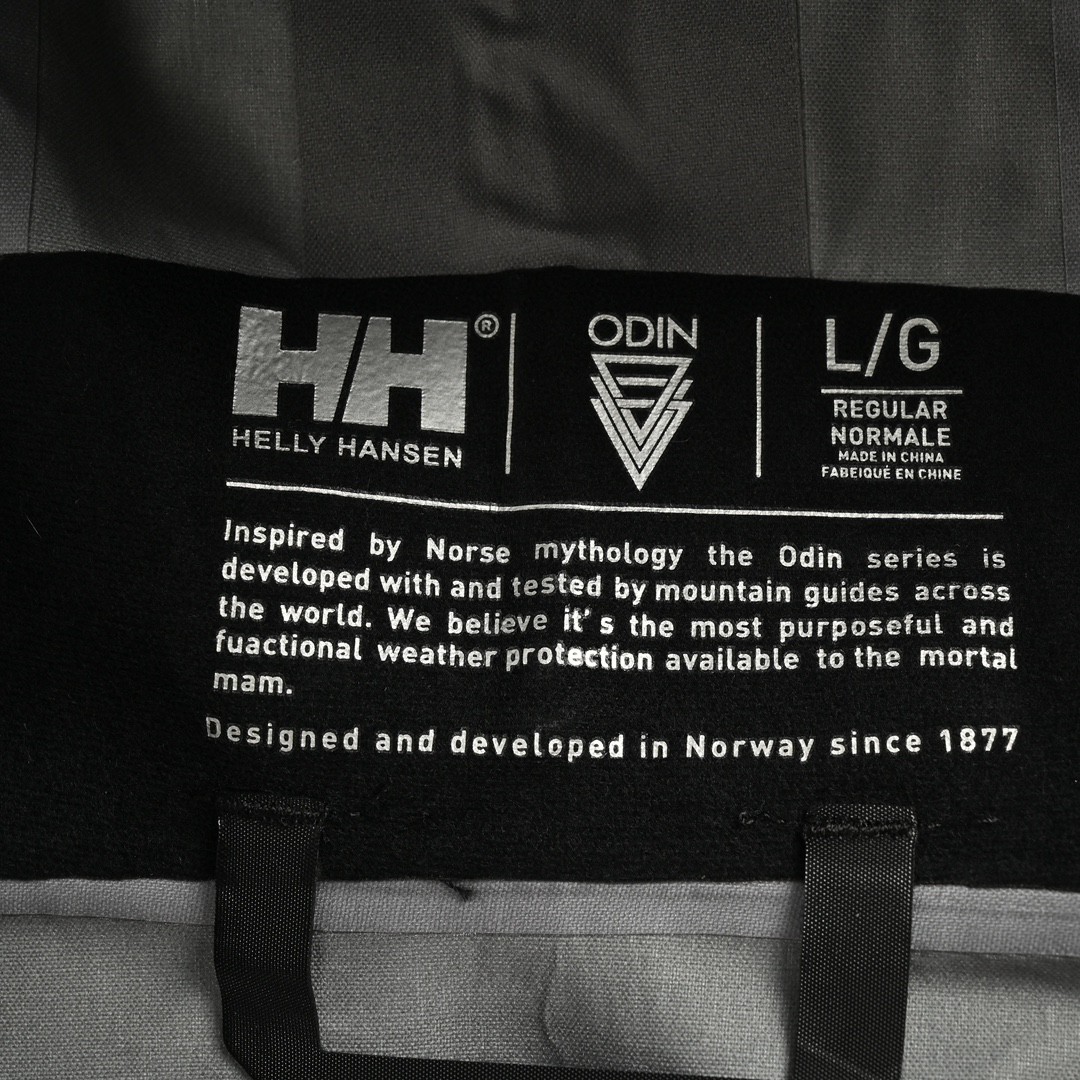 HH®
HELLY HANSEN
ODIN
L/G
REGULAR
NORMALE
MADE IN CHINA
FABEIQUÉ EN CHINE
Inspired by Norse mythology the Odin series is
developed with and tested by mountain guides across
the world. We believe it's the most purposeful and
fuactional weather protection available to the mortal
mam.
Designed and developed in Norway since 1877